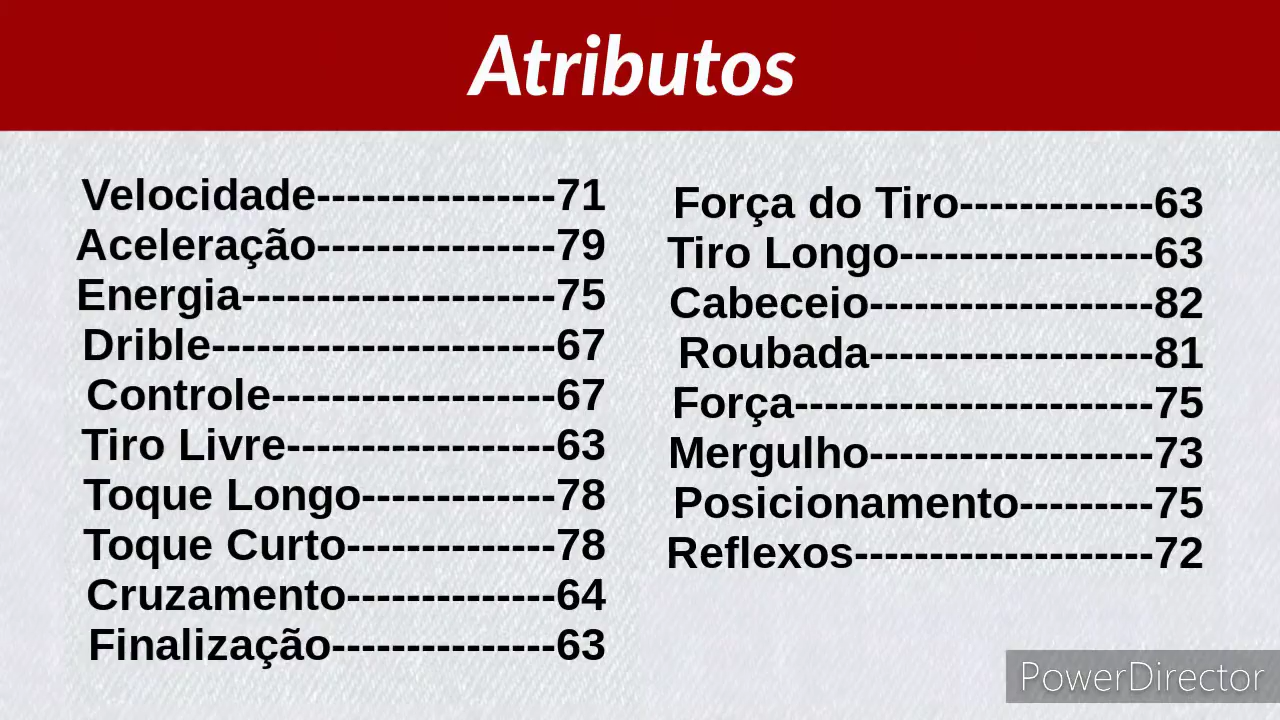 Atributos
Velocidade----------------71
Aceleração----------------79
Energia---------------------75
Drible-----------------------67
Controle-------------------67
Tiro Livre------------------63
Toque Longo-------------78
Toque Curto--------------78
Cruzamento--------------64
Finalização---------------63
Força do Tiro-------------63
Tiro Longo-----------------63
Cabeceio-------------------82
Roubada-------------------81
Força------------------------75
Mergulho-------------------73
Posicionamento---------75
Reflexos--------------------72
PowerDirector